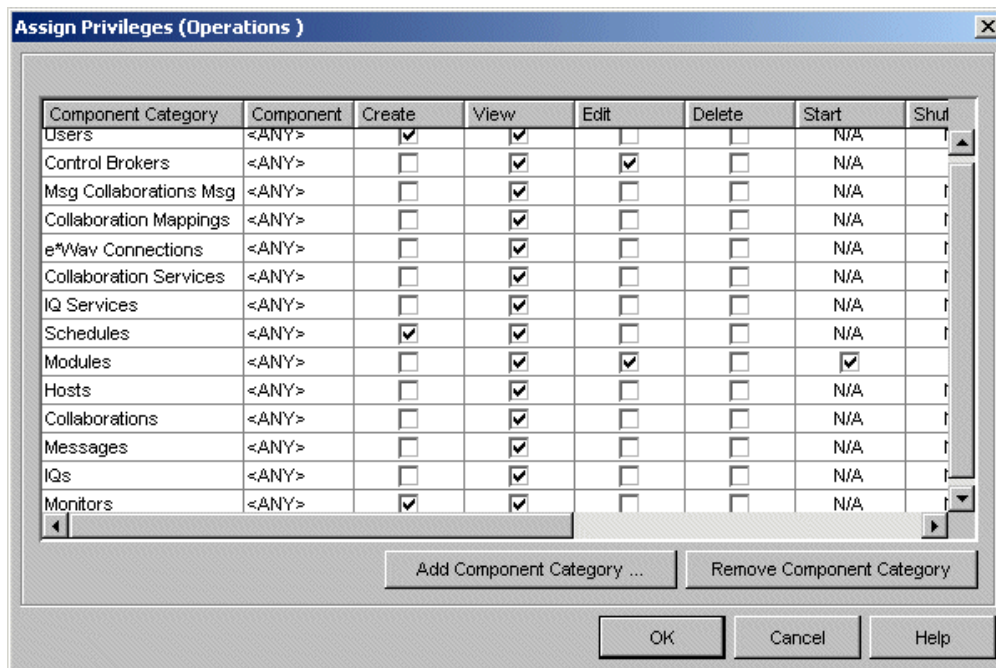 Assign Privileges (Operations )
Component Category Component Create View Edit Delete Start Shut
Users <ANY> N/A
Control Brokers <ANY> N/A
Msg Collaborations Msg <ANY> N/A
Collaboration Mappings <ANY> N/A
e*Way Connections <ANY> N/A
Collaboration Services <ANY> N/A
IQ Services <ANY> N/A
Schedules <ANY> N/A
Modules <ANY>
Hosts <ANY> N/A
Collaborations <ANY> N/A
Messages <ANY> N/A
IQs <ANY> N/A
Monitors <ANY> N/A
Add Component Category ... Remove Component Category
OK Cancel Help